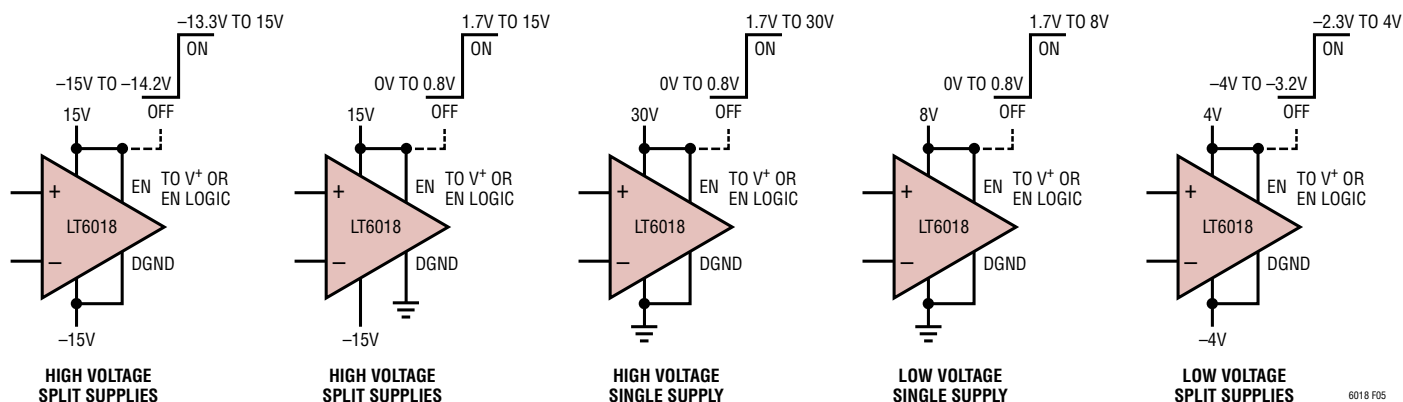 –13.3V TO 15V
ON
–15V TO –14.2V
OFF
15V
+
EN
TO V+ OR
EN LOGIC
LT6018
–
DGND
–15V
HIGH VOLTAGE
SPLIT SUPPLIES
1.7V TO 15V
ON
0V TO 0.8V
OFF
15V
+
EN
TO V+ OR
EN LOGIC
LT6018
–
DGND
–15V
HIGH VOLTAGE
SPLIT SUPPLIES
1.7V TO 30V
ON
0V TO 0.8V
OFF
30V
+
EN
TO V+ OR
EN LOGIC
LT6018
–
DGND
HIGH VOLTAGE
SINGLE SUPPLY
1.7V TO 8V
ON
0V TO 0.8V
OFF
8V
+
EN
TO V+ OR
EN LOGIC
LT6018
–
DGND
LOW VOLTAGE
SINGLE SUPPLY
–2.3V TO 4V
ON
–4V TO –3.2V
OFF
4V
+
EN
TO V+ OR
EN LOGIC
LT6018
–
DGND
–4V
LOW VOLTAGE
SPLIT SUPPLIES
6018 F05